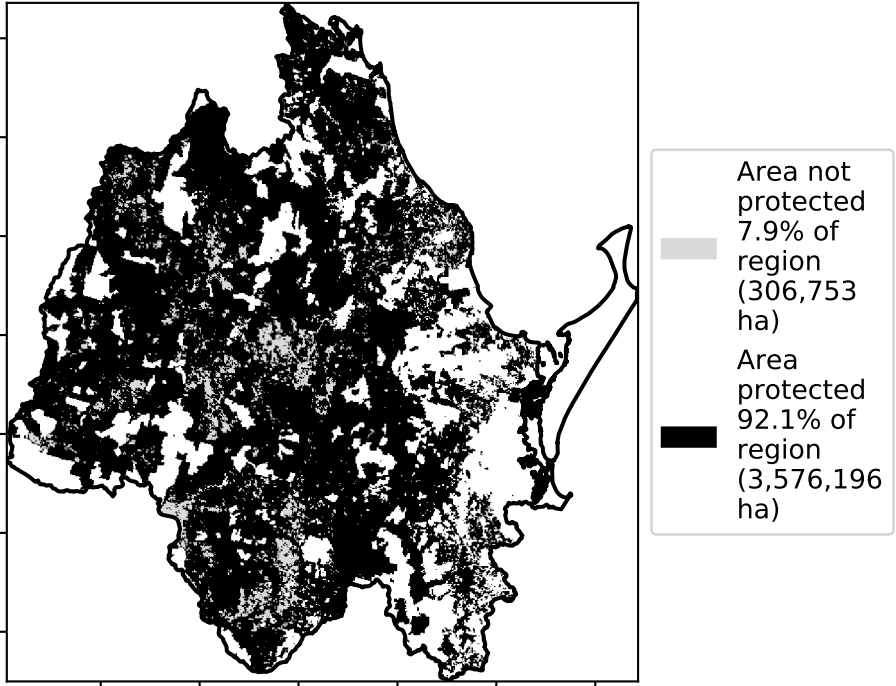 Area not
protected
7.9% of
region
(306,753
ha)
Area
protected
92.1% of
region
(3,576,196
ha)